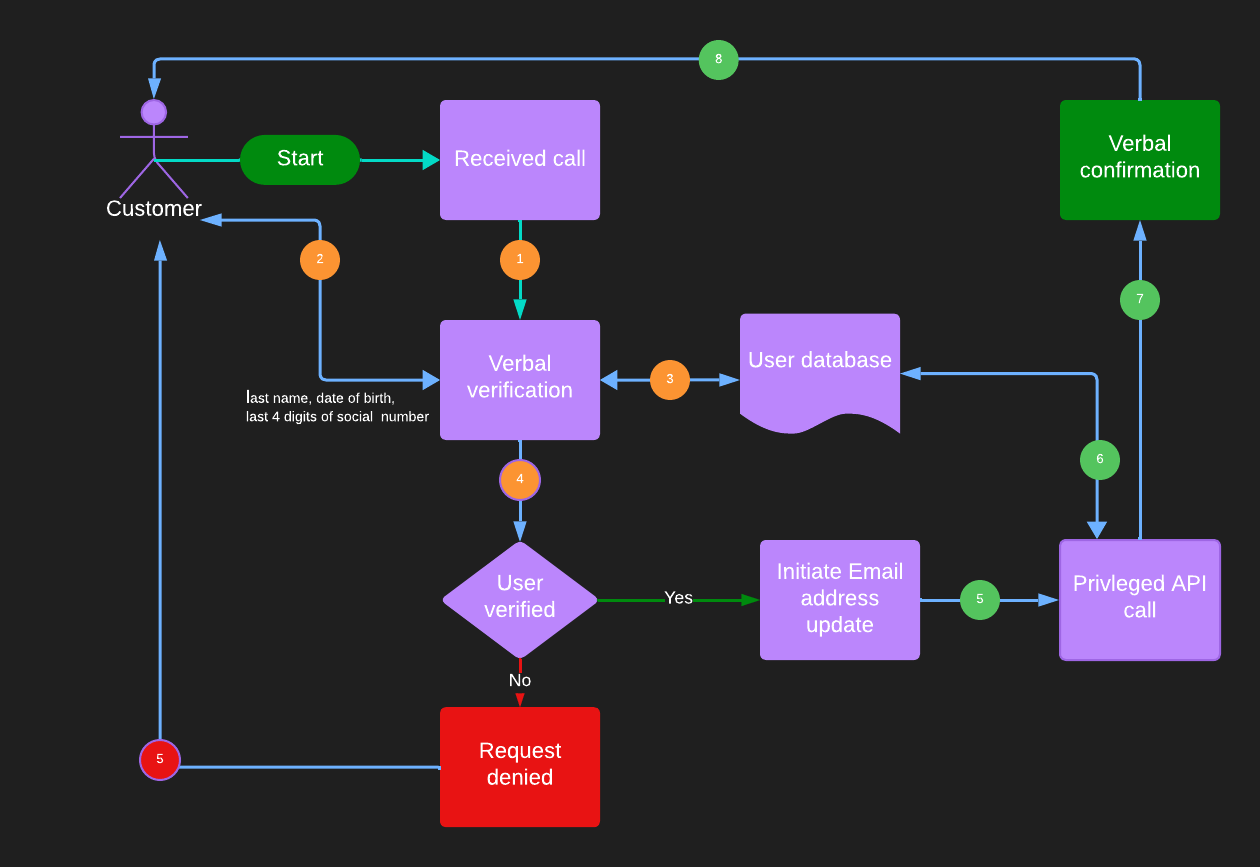 8
Start
Received call
Verbal
confirmation
Customer
2
1
7
Verbal
verification
User database
3
last name, date of birth,
last 4 digits of social number
4
6
User
verified
Yes
Initiate Email
address
update
5
Privleged API
call
No
Request
denied
5